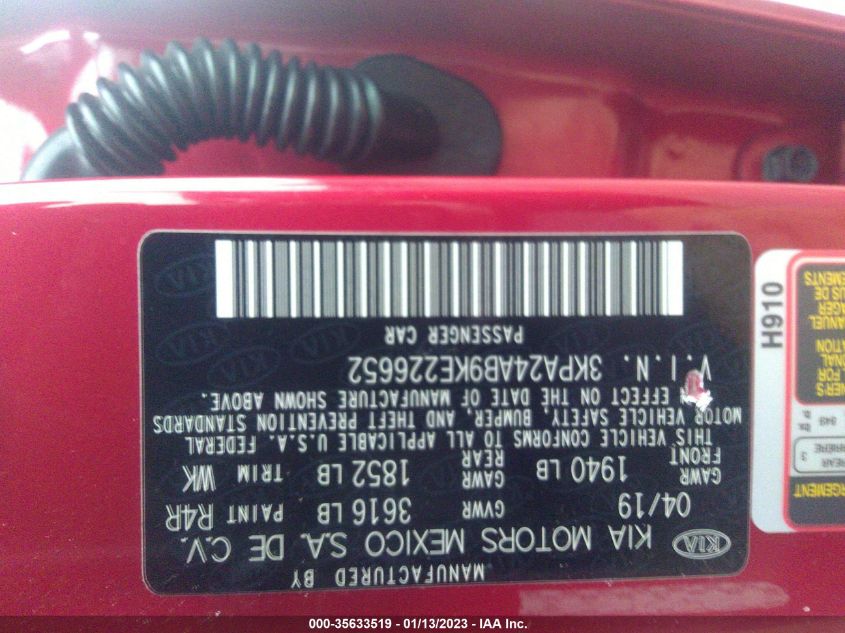 MANUFACTURED BY
KIA KIA MOTORS MEXICO S.A. DE C.V.
04/19 GVWR 3616 LB PAINT R4R
GAWR FRONT 1940 LB GAWR REAR 1852 LB TRIM WK
THIS VEHICLE CONFORMS TO ALL APPLICABLE U.S.A. FEDERAL
MOTOR VEHICLE SAFETY, BUMPER, AND THEFT PREVENTION STANDARDS
IN EFFECT ON THE DATE OF MANUFACTURE SHOWN ABOVE.
V.I.N. 3KPA24AB9KE226652
PASSENGER CAR
H910
000-35633519 - 01/13/2023 - IAA Inc.